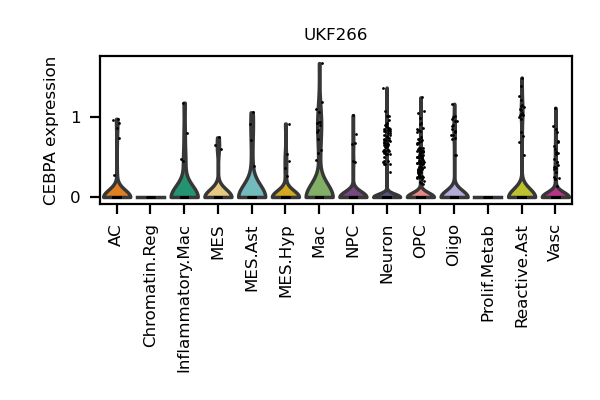 UKF266
CEBPA expression
1
0
AC
Chromatin.Reg
Inflammatory.Mac
MES
MES.Ast
MES.Hyp
Mac
NPC
Neuron
OPC
Oligo
Prolif.Metab
Reactive.Ast
Vasc